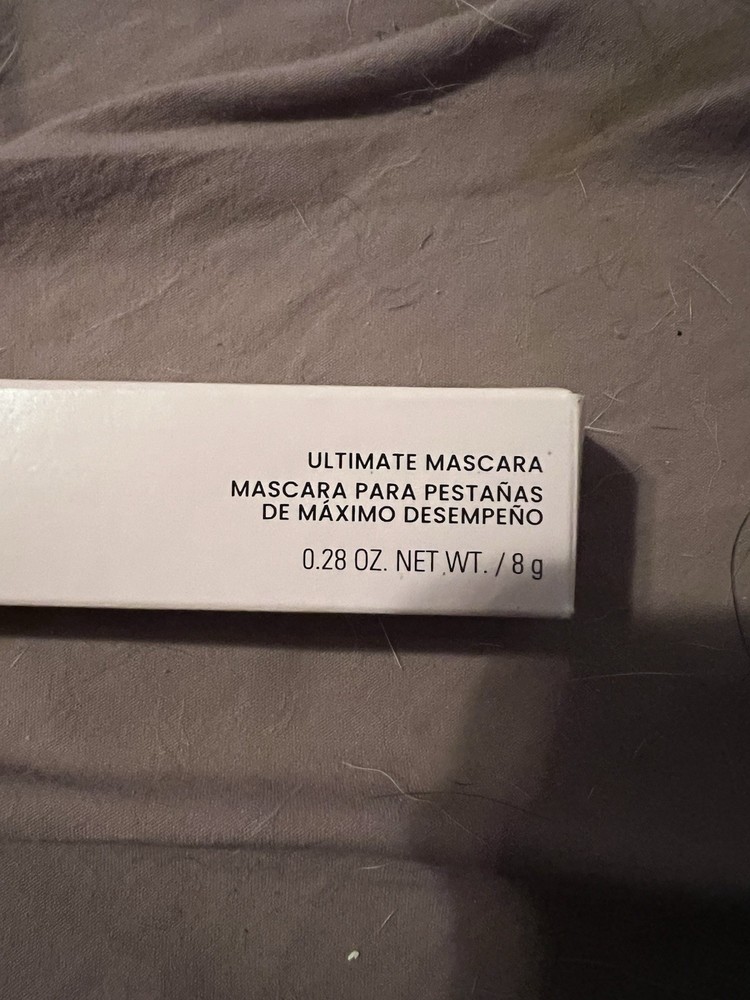 ULTIMATE MASCARA
MASCARA PARA PESTAÑAS
DE MÁXIMO DESEMPEÑO
0.28 OZ. NET WT. / 8 g